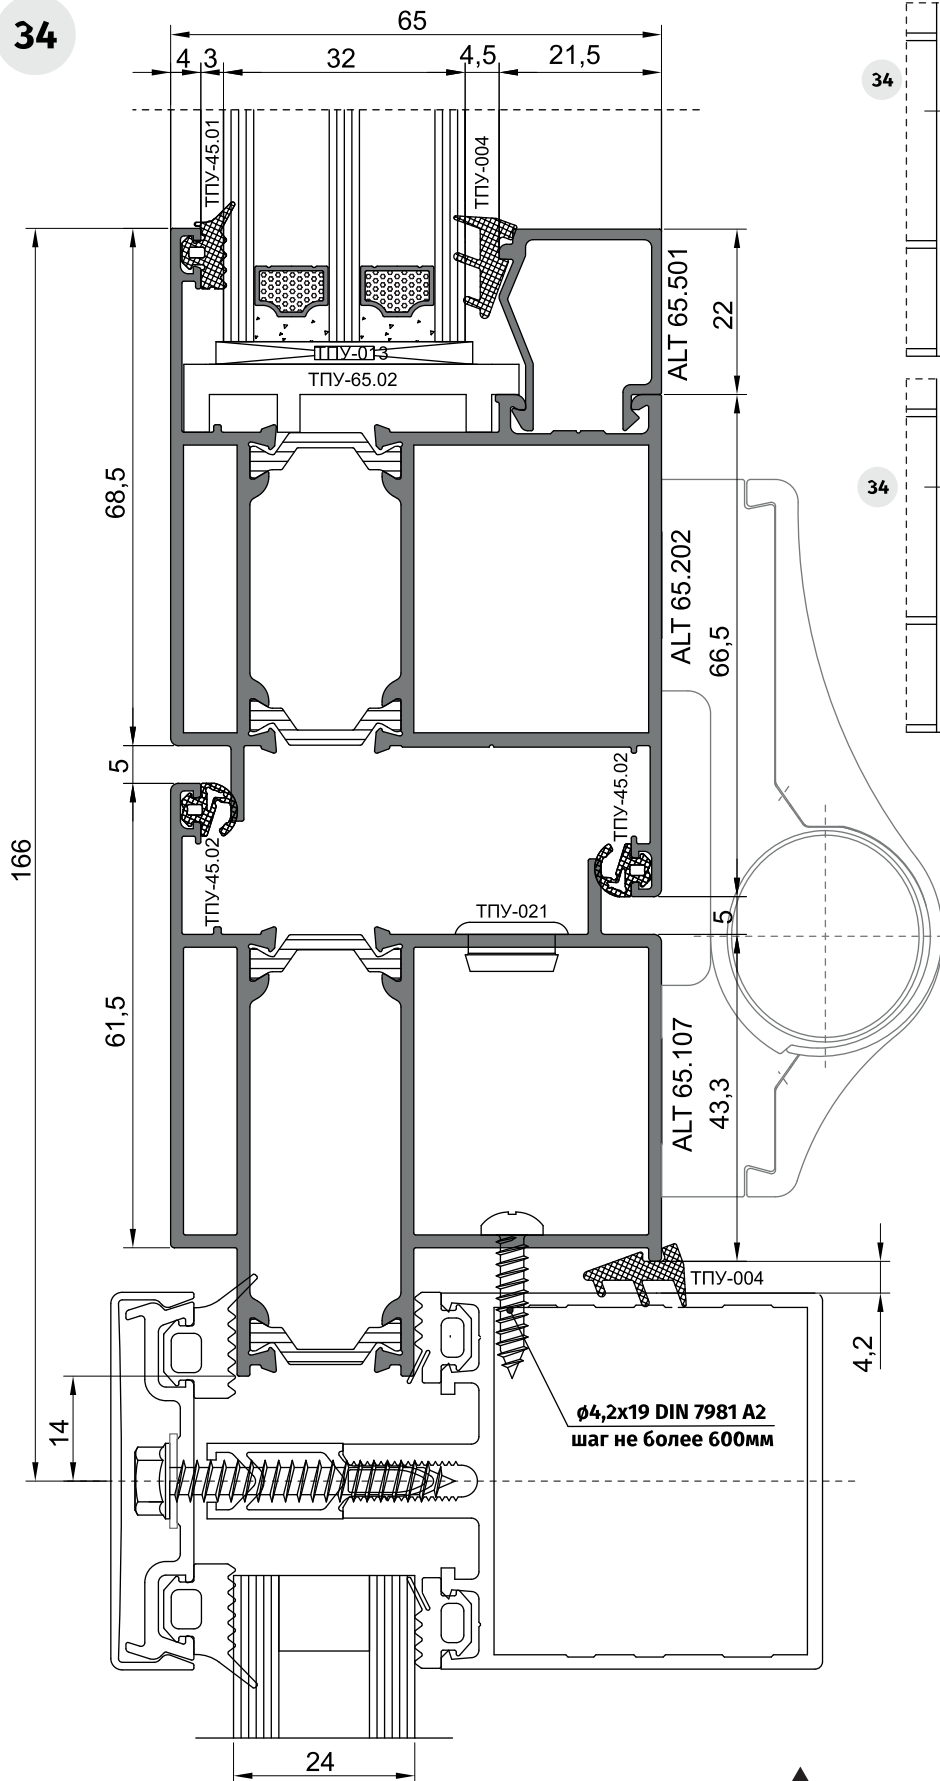 34
65
4
3
32
4,5
21,5
34
ТПУ-45.01
ТПУ-004
ALT 65.501
22
ТПУ-013
ТПУ-65.02
68,5
34
ALT 65.202
66,5
5
ТПУ-45.02
166
ТПУ-45.02
ТПУ-021
5
61,5
ALT 65.107
43,3
ТПУ-004
4,2
14
ø4,2x19 DIN 7981 A2
шаг не более 600мм
24